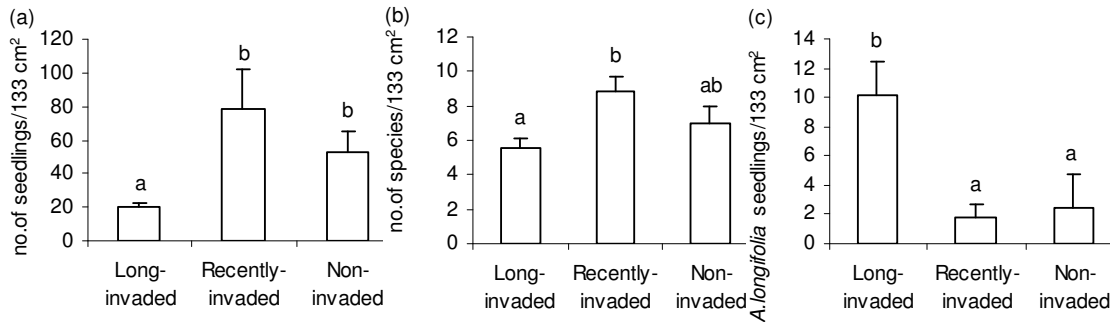 (a)
no.of seedlings/133 cm²
120
100
80
60
40
20
0
a
b
b
Long-
invaded
Recently-
invaded
Non-
invaded
(b)
no.of species/133 cm²
12
10
8
6
4
2
0
a
b
ab
Long-
invaded
Recently-
invaded
Non-
invaded
(c)
A.longifolia seedlings/133 cm²
14
12
10
8
6
4
2
0
b
a
a
Long-
invaded
Recently-
invaded
Non-
invaded